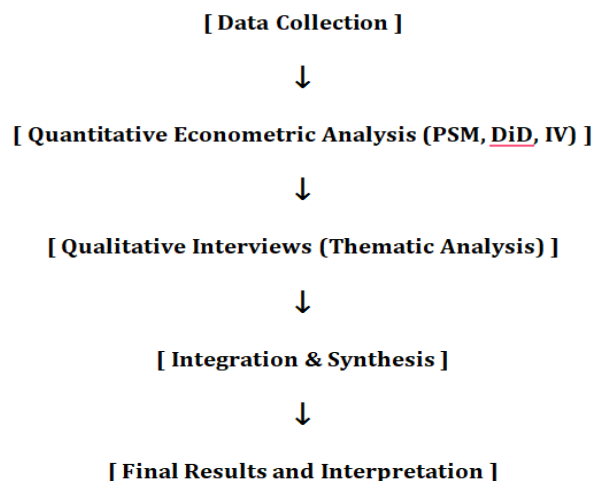 [ Data Collection ]
↓
[ Quantitative Econometric Analysis (PSM, DiD, IV) ]
↓
[ Qualitative Interviews (Thematic Analysis) ]
↓
[ Integration & Synthesis ]
↓
[ Final Results and Interpretation ]